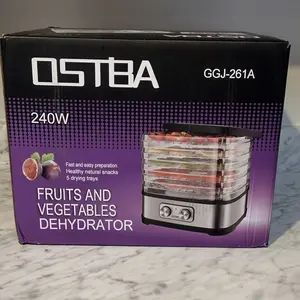 OSTBA
GGJ-261A
240W
Fast and easy preparation
Healthy natural snacks
5 drying trays
FRUITS AND
VEGETABLES
DEHYDRATOR